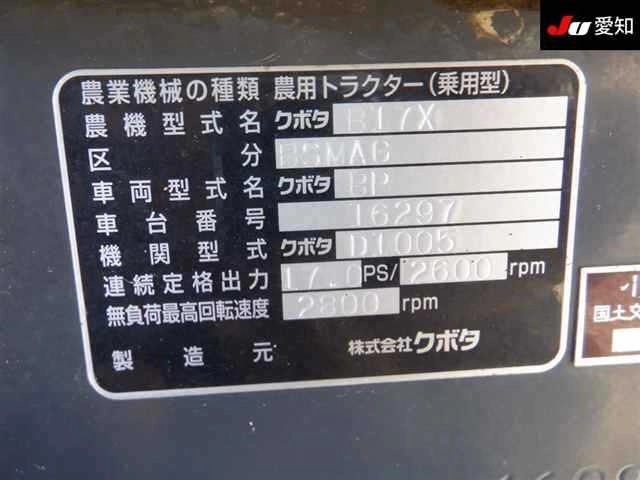 JU 愛知
農業機械の種類 農用トラクター(乗用型)
農機型式名 クボタ B17X
区分 BSMAG
車両型式名 クボタ BP
車台番号 16297
機関型式 クボタ D1005
連続定格出力 17.0PS/2600rpm
無負荷最高回転速度 2800rpm
製造元 株式会社クボタ
国土交